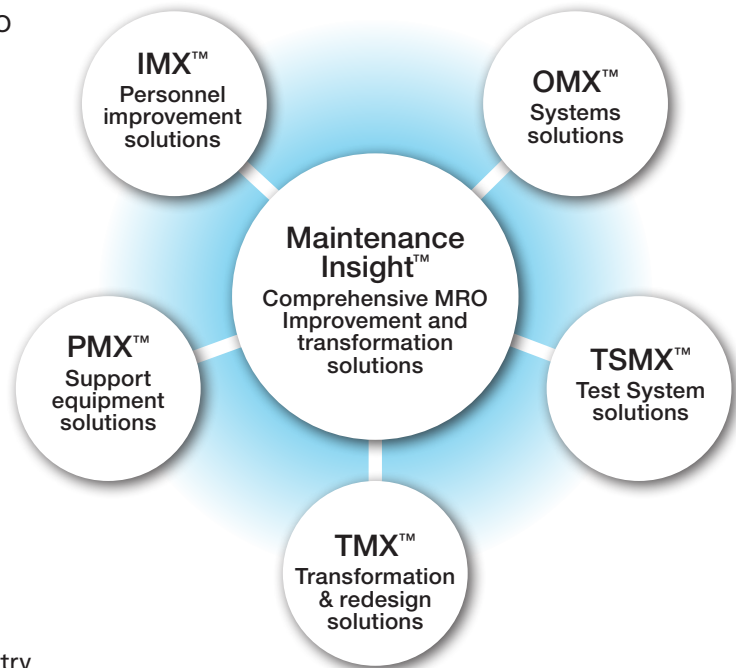 IMX™
Personnel
improvement
solutions
OMX™
Systems
solutions
Maintenance
Insight™
Comprehensive MRO
Improvement and
transformation
solutions
PMX™
Support
equipment
solutions
TSMX™
Test System
solutions
TMX™
Transformation
& redesign
solutions